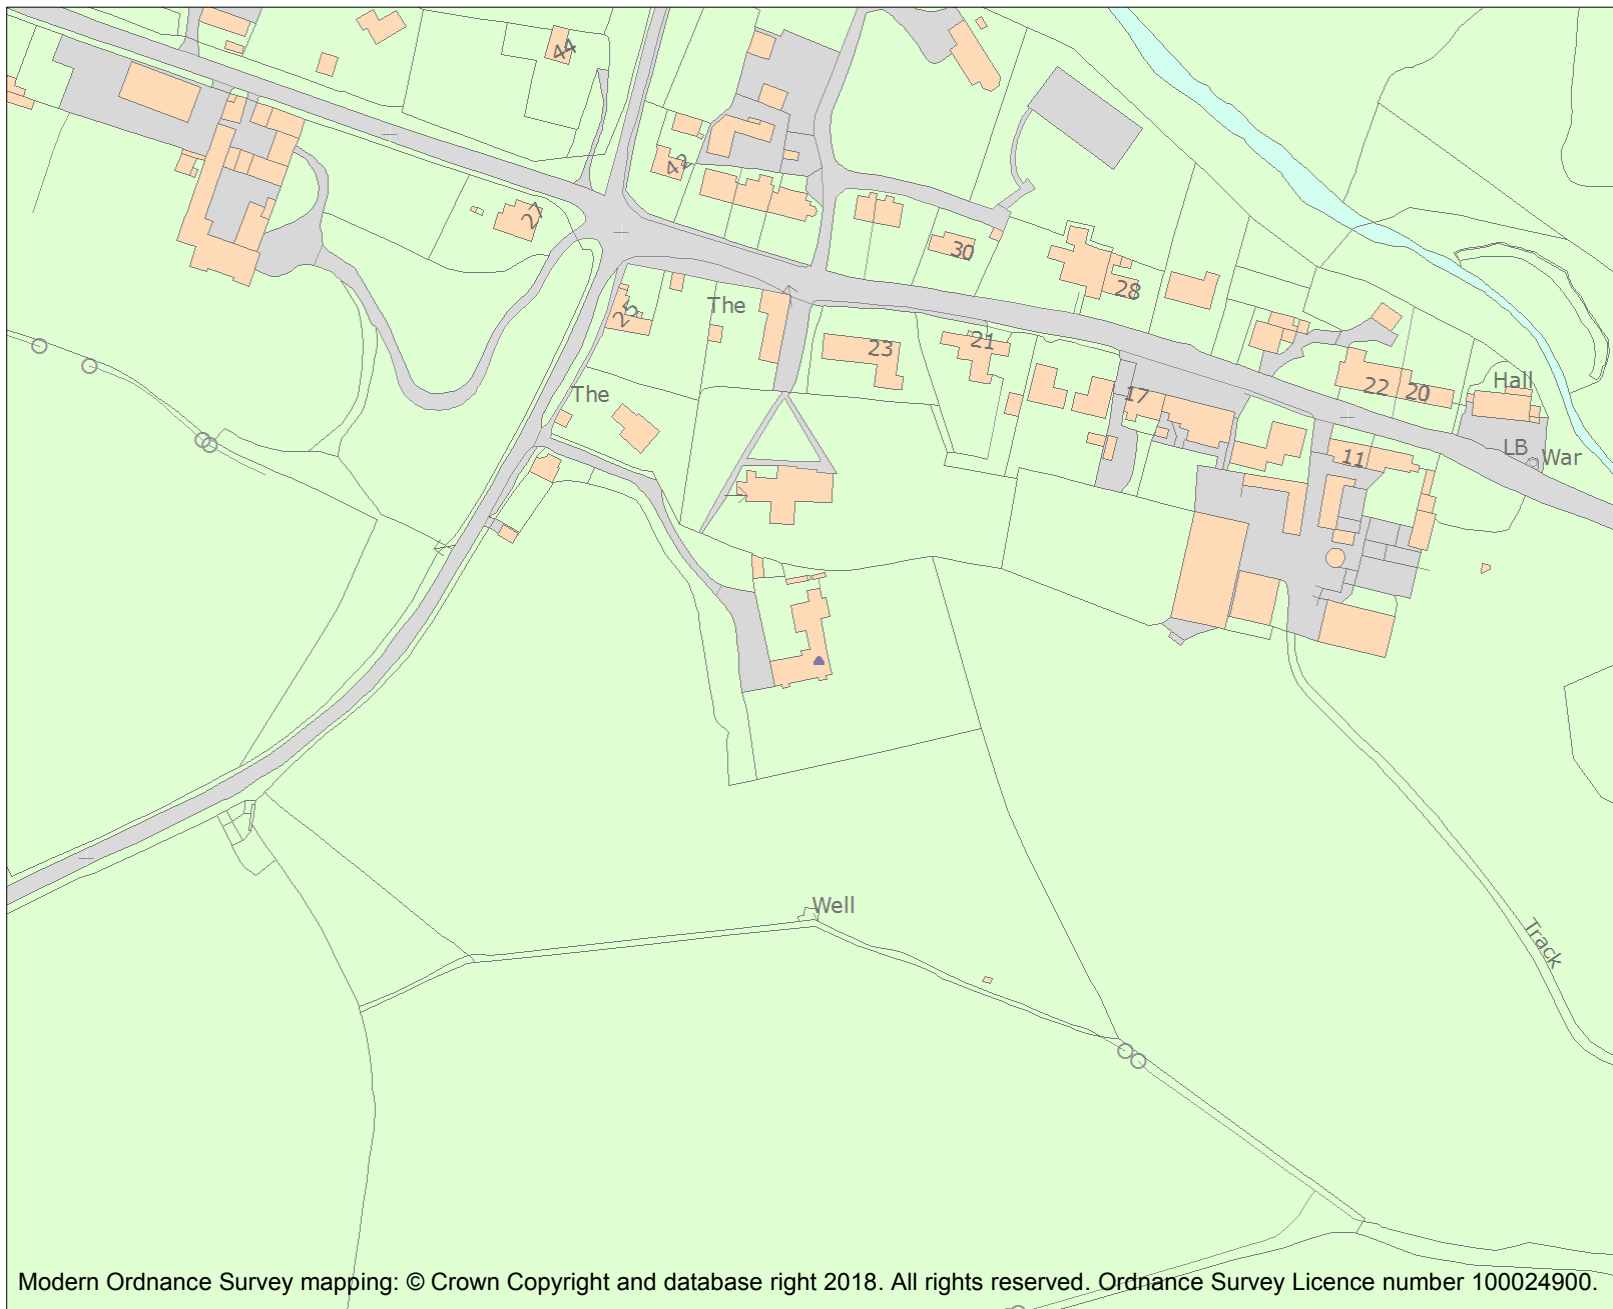 44
42
27
30
28
The
25
23
21
The
17
22
20
Hall
LB
War
11
Well
Track
Modern Ordnance Survey mapping: © Crown Copyright and database right 2018. All rights reserved. Ordnance Survey Licence number 100024900.